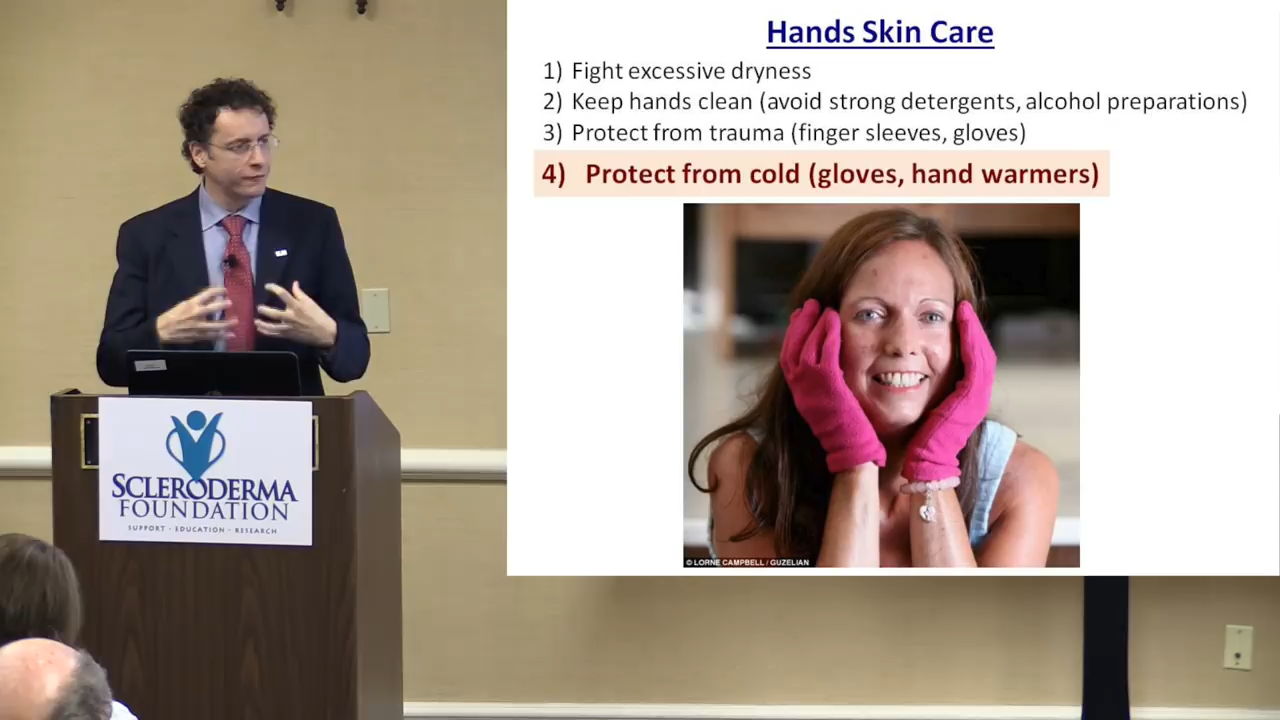 Hands Skin Care
1) Fight excessive dryness
2) Keep hands clean (avoid strong detergents, alcohol preparations)
3) Protect from trauma (finger sleeves, gloves)
4) Protect from cold (gloves, hand warmers)
© LORNE CAMPBELL / GUZELIAN
SCLERODERMA
FOUNDATION
SUPPORT · EDUCATION · RESEARCH